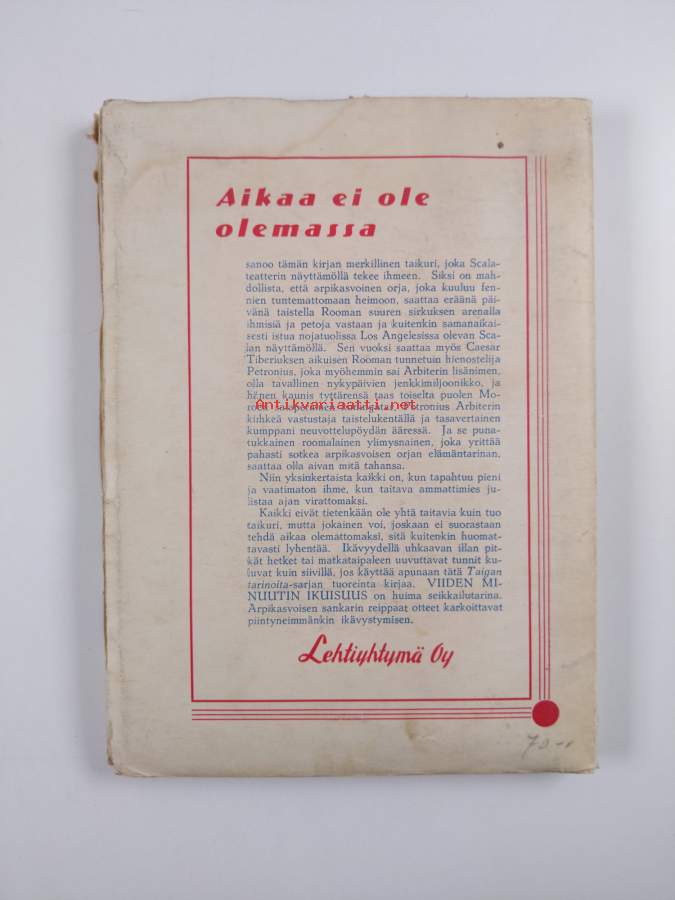 Aikaa ei ole
olemassa
sanoo tämän kirjan merkillinen taikuri, joka Scala-
teatterin näyttämöllä tekee ihmeen. Siksi on mah-
dollista, että arpikasvoinen orja, joka kuuluu fen-
nien tuntemattomaan heimoon, saattaa eräänä päi-
vänä taistella Rooman suuren sirkuksen arenalla
ihmisiä ja petoja vastaan ja kuitenkin samanaikai-
sesti istua nojatuolissa Los Angelesissa olevan Sca-
lan näyttämöllä. Sen vuoksi saattaa myös Caesar
Tiberiuksen aikuisen Rooman tunnetuin hienostelija
Petronius, joka myöhemmin sai Arbiterin lisänimen,
olla tavallinen nykypäivien jenkkimiljoonikko, ja
hänen kaunis tyttärensä taas toiselta puolen Mo-
Petronius Arbiterin
kiihkeä vastustaja taistelukentällä ja tasavertainen
kumppani neuvottelupöydän ääressä. Ja se puna-
tukkainen roomalainen ylimysnainen, joka yrittää
pahasti sotkea arpikasvoisen orjan elämäntarinan,
saattaa olla aivan mitä tahansa.
Niin yksinkertaista kaikki on, kun tapahtuu pieni
ja vaatimaton ihme, kun taitava ammattimies ju-
listaa ajan virattomaksi.
Kaikki eivät tietenkään ole yhtä taitavia kuin tuo
taikuri, mutta jokainen voi, joskaan ei suorastaan
tehdä aikaa olemattomaksi, sitä kuitenkin huomat-
tavasti lyhentää. Ikävyydellä uhkaavan illan pit-
kät hetket tai matkataipaleen uuvuttavat tunnit ku-
luvat kuin siivillä, jos käyttää apunaan tätä Taigan
tarinoita-sarjan tuoreinta kirjaa. VIIDEN MI-
NUUTIN IKUISUUS on huima seikkailutarina.
Arpikasvoisen sankarin reippaat otteet karkoittavat
piintyneimmänkin ikävystymisen.
Lehtiyhtymä Oy
Antikvariaatti.net